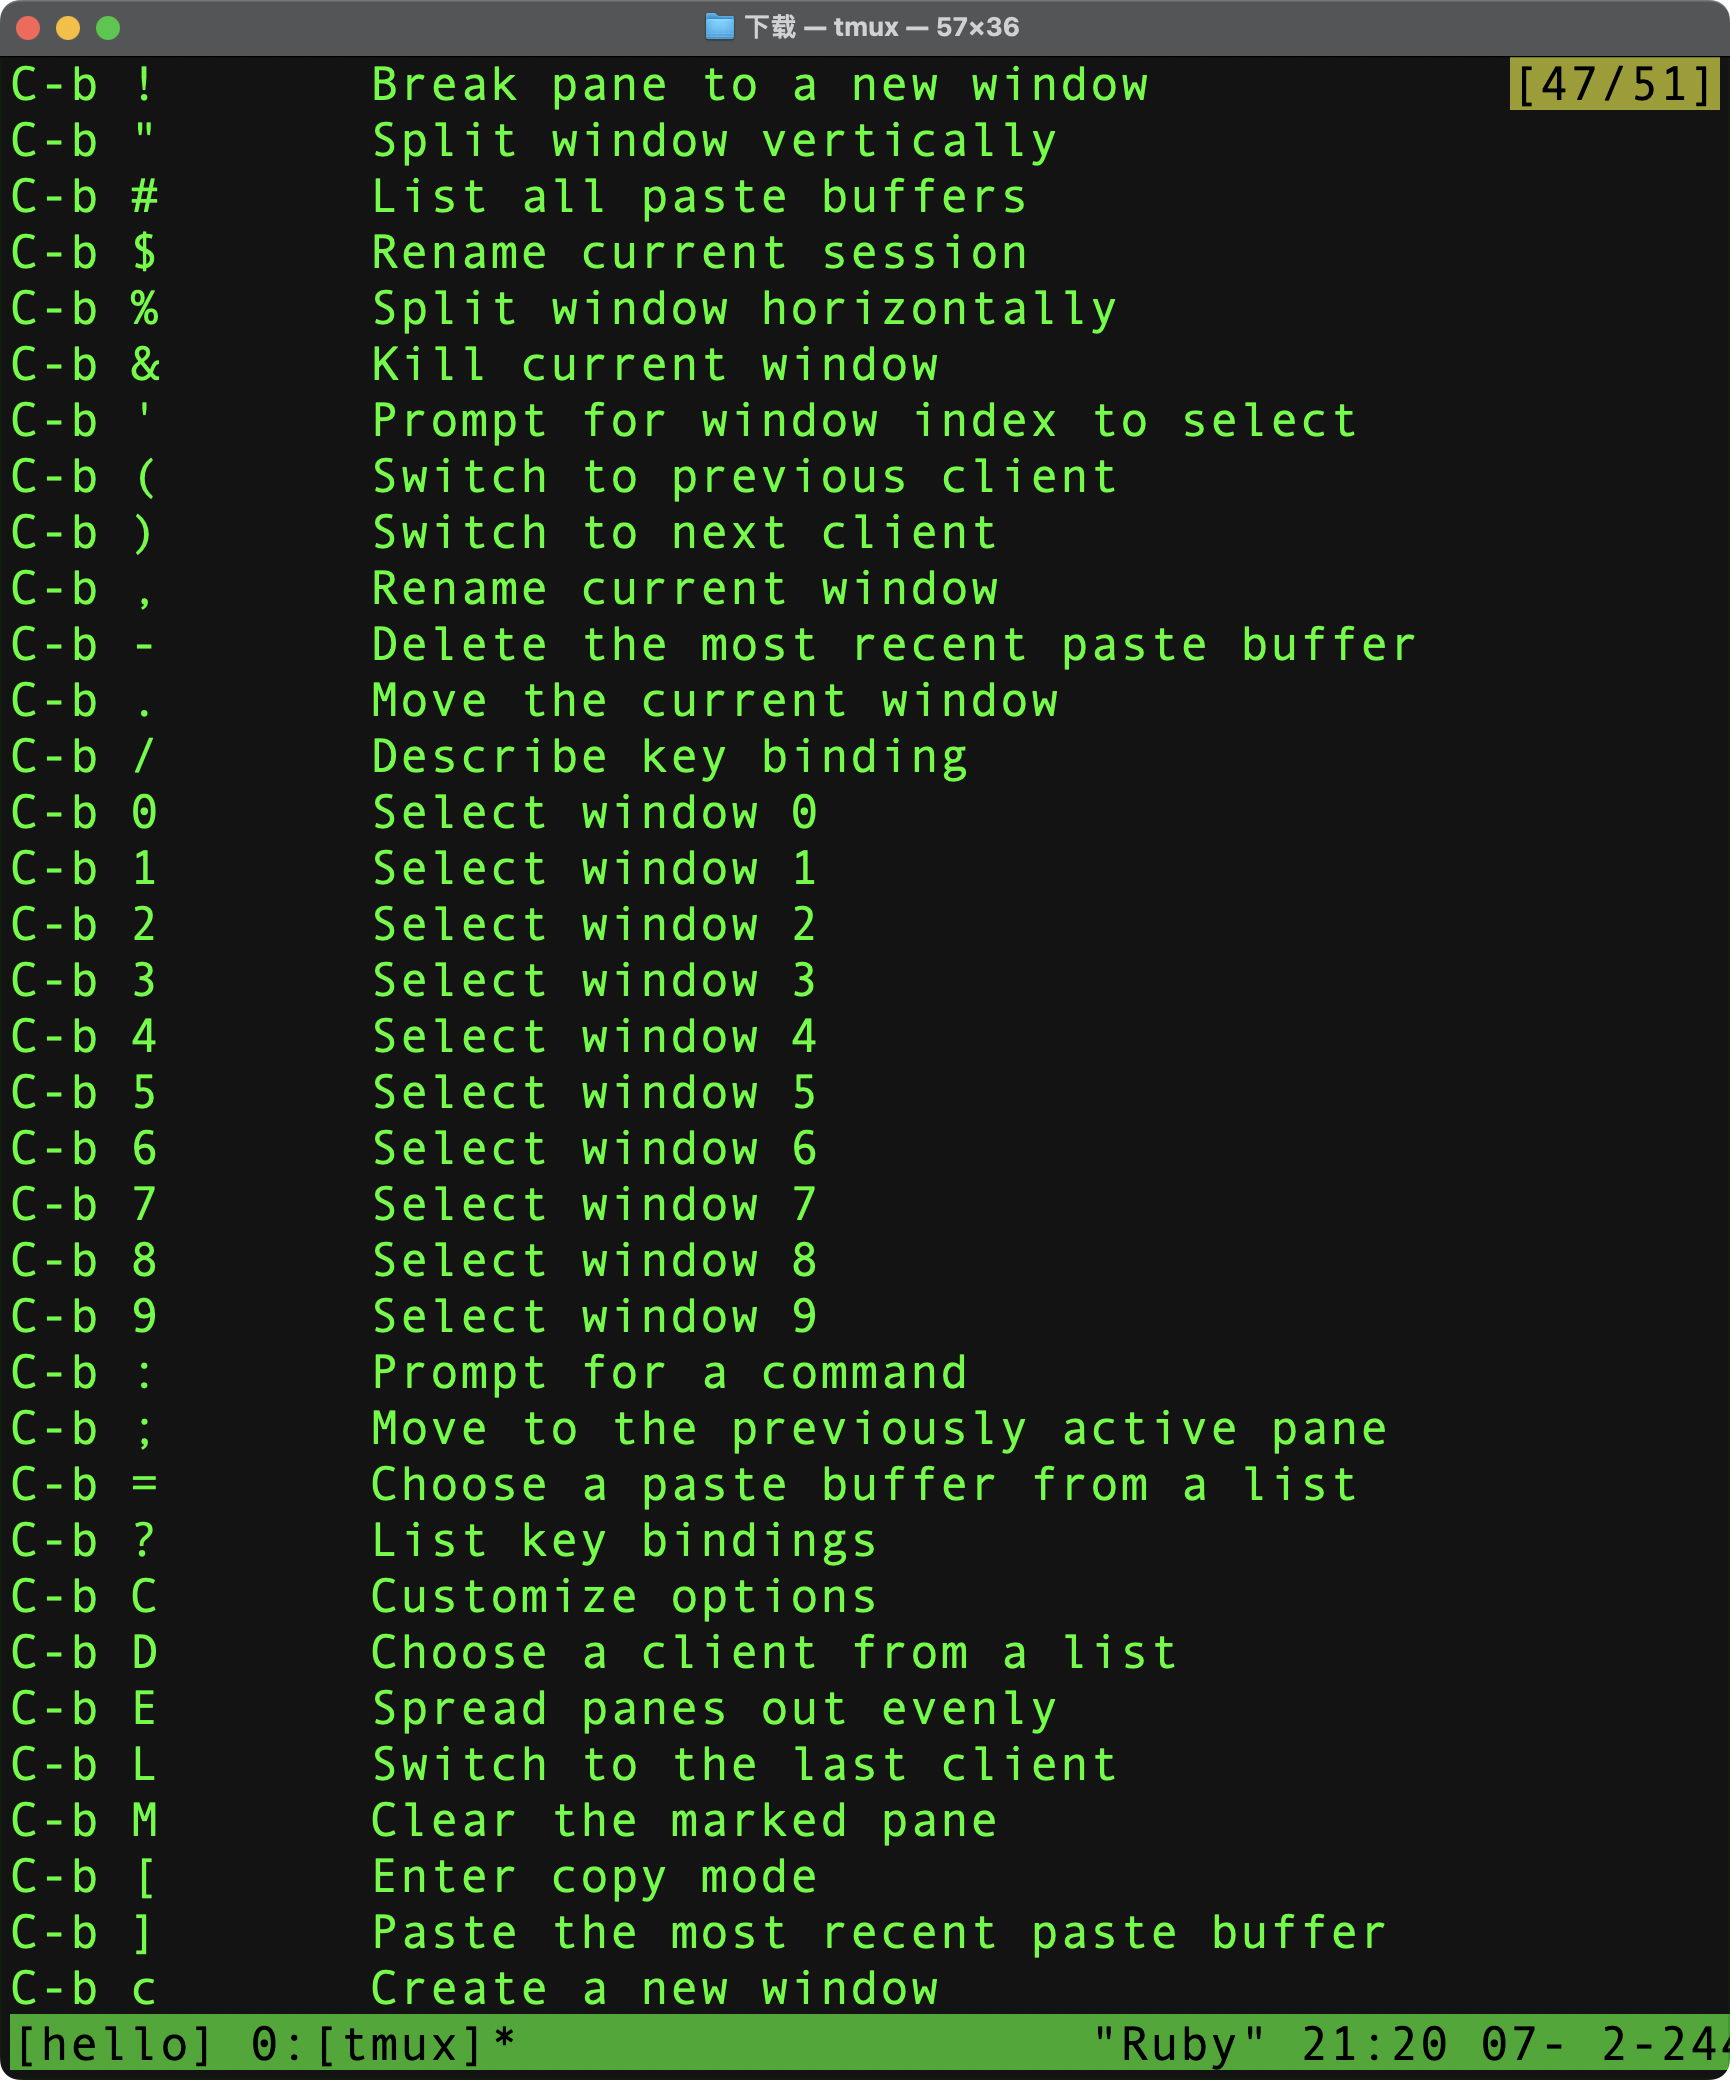 下载 — tmux — 57×36
C-b ! Break pane to a new window [47/51]
C-b " Split window vertically
C-b # List all paste buffers
C-b $ Rename current session
C-b % Split window horizontally
C-b & Kill current window
C-b ' Prompt for window index to select
C-b ( Switch to previous client
C-b ) Switch to next client
C-b , Rename current window
C-b - Delete the most recent paste buffer
C-b . Move the current window
C-b / Describe key binding
C-b 0 Select window 0
C-b 1 Select window 1
C-b 2 Select window 2
C-b 3 Select window 3
C-b 4 Select window 4
C-b 5 Select window 5
C-b 6 Select window 6
C-b 7 Select window 7
C-b 8 Select window 8
C-b 9 Select window 9
C-b : Prompt for a command
C-b ; Move to the previously active pane
C-b = Choose a paste buffer from a list
C-b ? List key bindings
C-b C Customize options
C-b D Choose a client from a list
C-b E Spread panes out evenly
C-b L Switch to the last client
C-b M Clear the marked pane
C-b [ Enter copy mode
C-b ] Paste the most recent paste buffer
C-b c Create a new window
[hello] 0:[tmux]* "Ruby" 21:20 07- 2-24